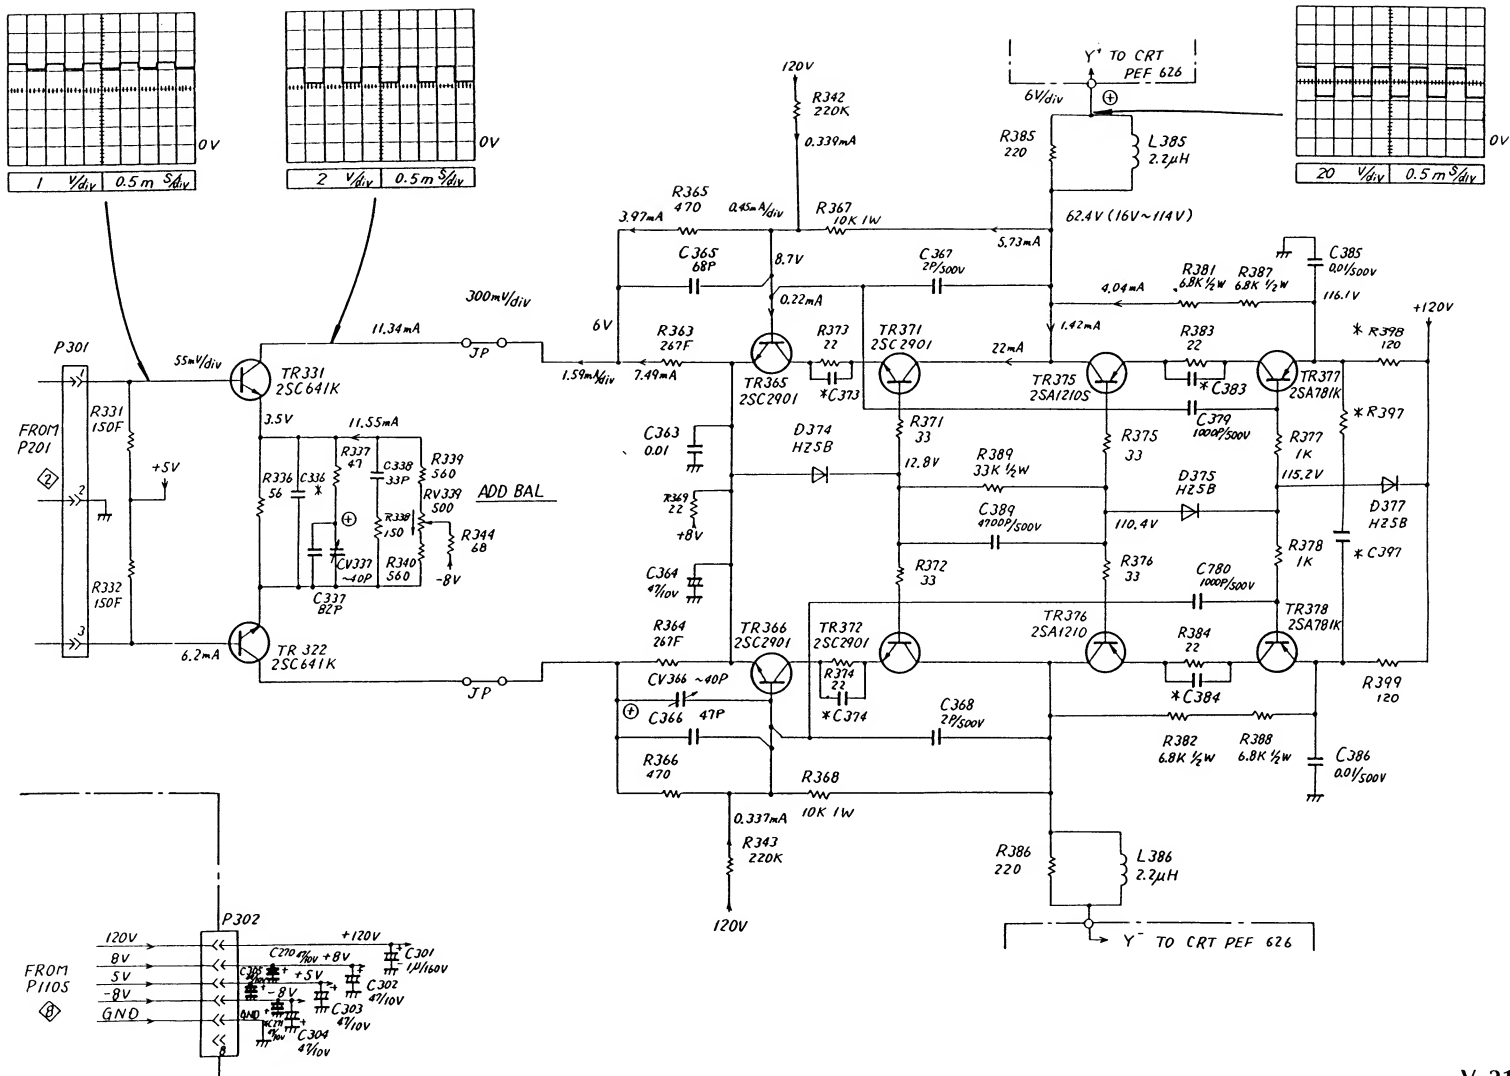 0V
1 V/div 0.5m S/div
0V
2 V/div 0.5m S/div
0V
20 V/div 0.5m S/div
Y+ TO CRT
PEF 626
6V/div
120V
R342
220K
0.339mA
R385
220
L385
2.2µH
R365
470
3.97mA
0.45mA/div
R367
10K 1W
62.4V (16V~114V)
5.73mA
C365
68P
8.7V
C367
2P/500V
0.22mA
C385
0.01/500V
R381
6.8K ½W
R387
6.8K ½W
4.04mA
116.1V
+120V
300mV/div
11.34mA
JP
6V
R363
267F
1.59mA/div
7.49mA
TR365
2SC2901
R373
22
*C373
TR371
2SC2901
22mA
1.42mA
TR375
2SA1210S
R383
22
*C383
TR377
2SA781K
*R398
120
P301
1
55mV/div
TR331
2SC641K
3.5V
R331
150F
FROM
P201
2
+5V
2
R332
150F
3
6.2mA
TR322
2SC641K
11.55mA
R336
56
C336
*
R337
47
C338
33P
R339
560
RV339
500
ADD BAL
R338
150
R344
68
-8V
R340
560
CV337
~40P
C337
82P
C363
0.01
R369
22
+8V
C364
47/10V
D374
HZ5B
R371
33
12.8V
R389
33K ½W
C389
4700P/500V
R372
33
C379
1000P/500V
R375
33
D375
HZ5B
110.4V
R376
33
R377
1K
115.2V
R378
1K
*R397
D377
HZ5B
*C397
C780
1000P/500V
R364
267F
TR366
2SC2901
TR372
2SC2901
R374
22
*C374
TR376
2SA1210
R384
22
*C384
TR378
2SA781K
R399
120
JP
CV366 ~40P
C366
47P
C368
2P/500V
R382
6.8K ½W
R388
6.8K ½W
C386
0.01/500V
R366
470
R368
10K 1W
0.337mA
R343
220K
120V
R386
220
L386
2.2µH
Y- TO CRT PEF 626
P302
FROM
P1105
8
120V
8V
5V
-8V
GND
8
+120V
C301
1µ/160V
C270 47/10V
+8V
C302
47/10V
C305
+5V
C303
47/10V
-8V
C304
47/10V
GND